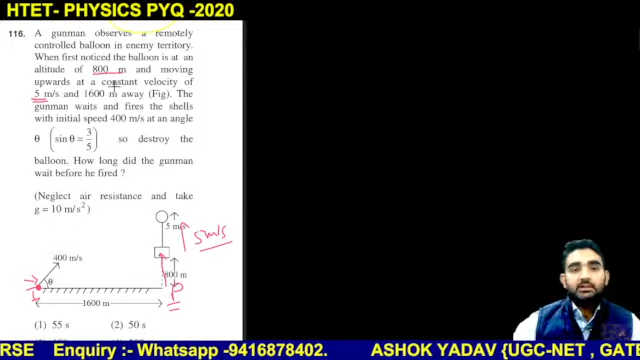 HTET- PHYSICS PYQ -2020
116. A gunman observes a remotely
controlled balloon in enemy territory.
When first noticed the balloon is at an
altitude of 800 m and moving
upwards at a constant velocity of
5 m/s and 1600 m away (Fig). The
gunman waits and fires the shells
with initial speed 400 m/s at an angle
θ (sin θ = 3/5) so destroy the
balloon. How long did the gunman
wait before he fired ?
(Neglect air resistance and take
g = 10 m/s²)
5 m/s
5 m/s
400 m/s
θ
800 m
P
1600 m
(1) 55 s (2) 50 s
RSE Enquiry :- -9416878402. ASHOK YADAV {UGC-NET , GATE